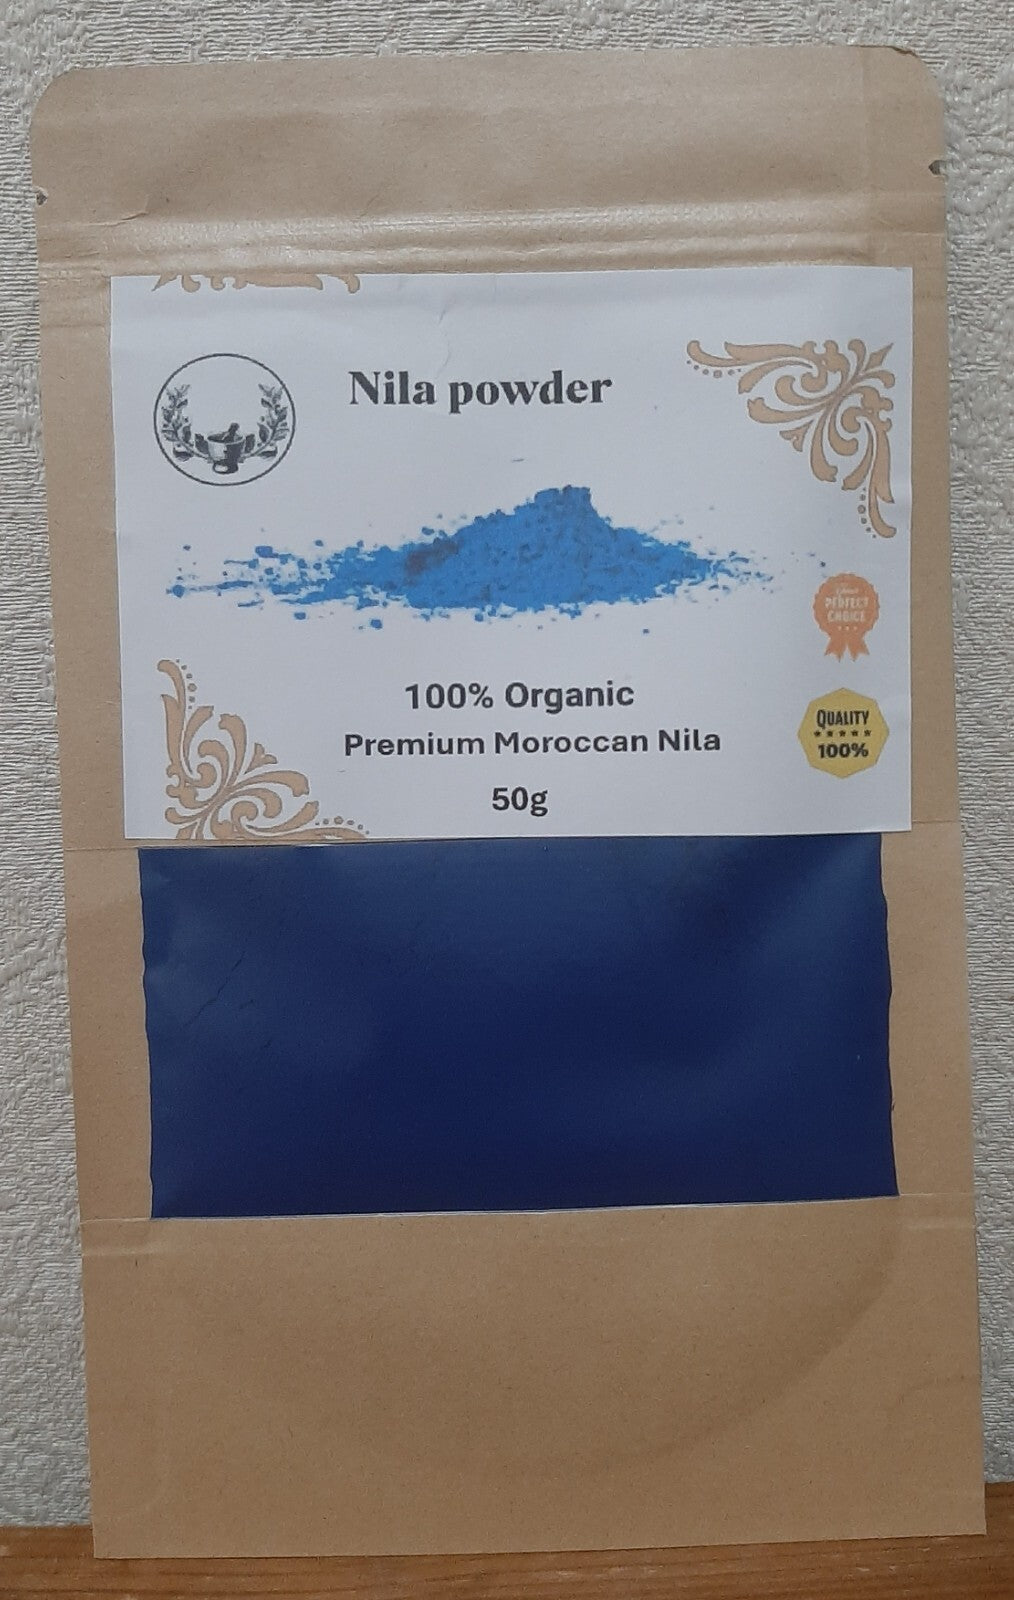 Nila powder
PERFECT
CHOICE
100% Organic
Premium Moroccan Nila
50g
QUALITY
100%